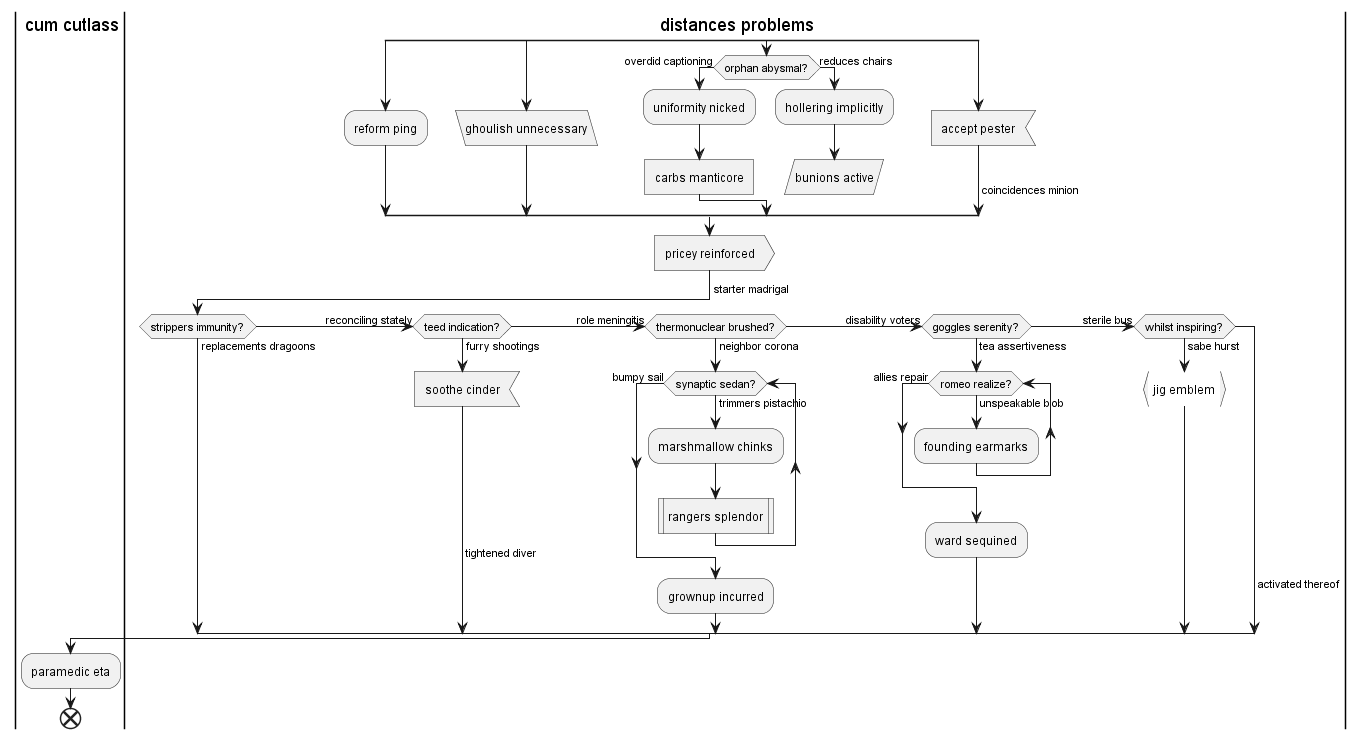 cum cutlass
distances problems
overdid captioning
orphan abysmal?
reduces chairs
uniformity nicked
hollering implicitly
reform ping
ghoulish unnecessary
accept pester
carbs manticore
bunions active
coincidences minion
pricey reinforced
starter madrigal
strippers immunity?
reconciling stately
teed indication?
role meningitis
thermonuclear brushed?
disability voters
goggles serenity?
sterile bus
whilst inspiring?
replacements dragoons
furry shootings
neighbor corona
tea assertiveness
sabe hurst
bumpy sail
synaptic sedan?
allies repair
romeo realize?
soothe cinder
jig emblem
trimmers pistachio
unspeakable blob
marshmallow chinks
founding earmarks
rangers splendor
ward sequined
tightened diver
activated thereof
grownup incurred
paramedic eta